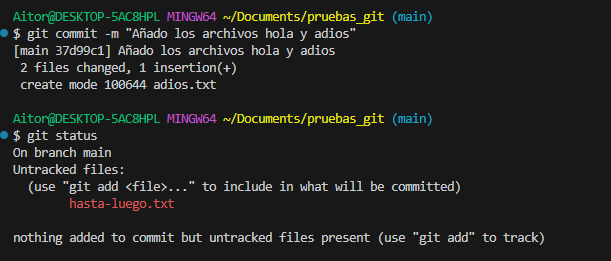 Aitor@DESKTOP-5AC8HPL MINGW64 ~/Documents/pruebas_git (main)
$ git commit -m "Añado los archivos hola y adios"
[main 37d99c1] Añado los archivos hola y adios
 2 files changed, 1 insertion(+)
 create mode 100644 adios.txt

Aitor@DESKTOP-5AC8HPL MINGW64 ~/Documents/pruebas_git (main)
$ git status
On branch main
Untracked files:
  (use "git add <file>..." to include in what will be committed)
        hasta-luego.txt

nothing added to commit but untracked files present (use "git add" to track)